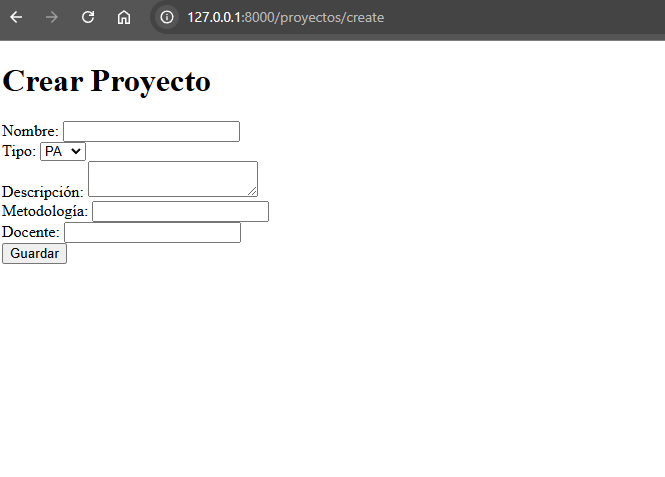 127.0.0.1:8000/proyectos/create
Crear Proyecto
Nombre:
Tipo: PA
Descripción:
Metodología:
Docente:
Guardar